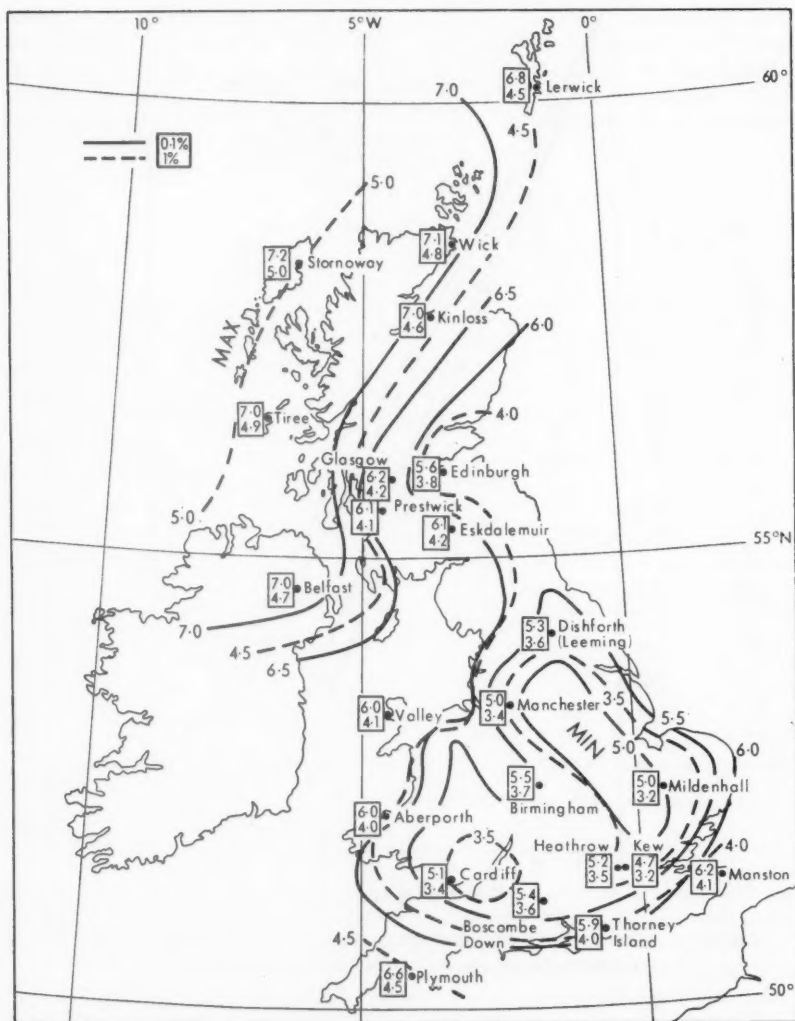 10°
5°W
0°
60°
7·0
6·8
4·5
Lerwick
0·1%
1%
4·5
5·0
7·1
4·8
Wick
7·2
5·0
Stornoway
6·5
7·0
4·6
Kinloss
6·0
MAX
7·0
4·9
Tiree
4·0
Glasgow
6·2
4·2
5·6
3·8
Edinburgh
5·0
6·1
4·1
Prestwick
6·1
4·2
Eskdalemuir
55°N
7·0
4·7
Belfast
7·0
4·5
6·5
5·3
3·6
Dishforth
(Leeming)
6·0
4·1
Valley
5·0
3·4
Manchester
3·5
MIN
5·0
5·5
6·0
5·5
3·7
Birmingham
5·0
3·2
Mildenhall
6·0
4·0
Aberporth
3·5
Heathrow
Kew
4·0
5·2
3·5
4·7
3·2
6·2
4·1
Manston
5·1
3·4
Cardiff
5·4
3·6
Boscombe
Down
5·9
4·0
Thorney
Island
4·5
6·6
4·5
Plymouth
50°